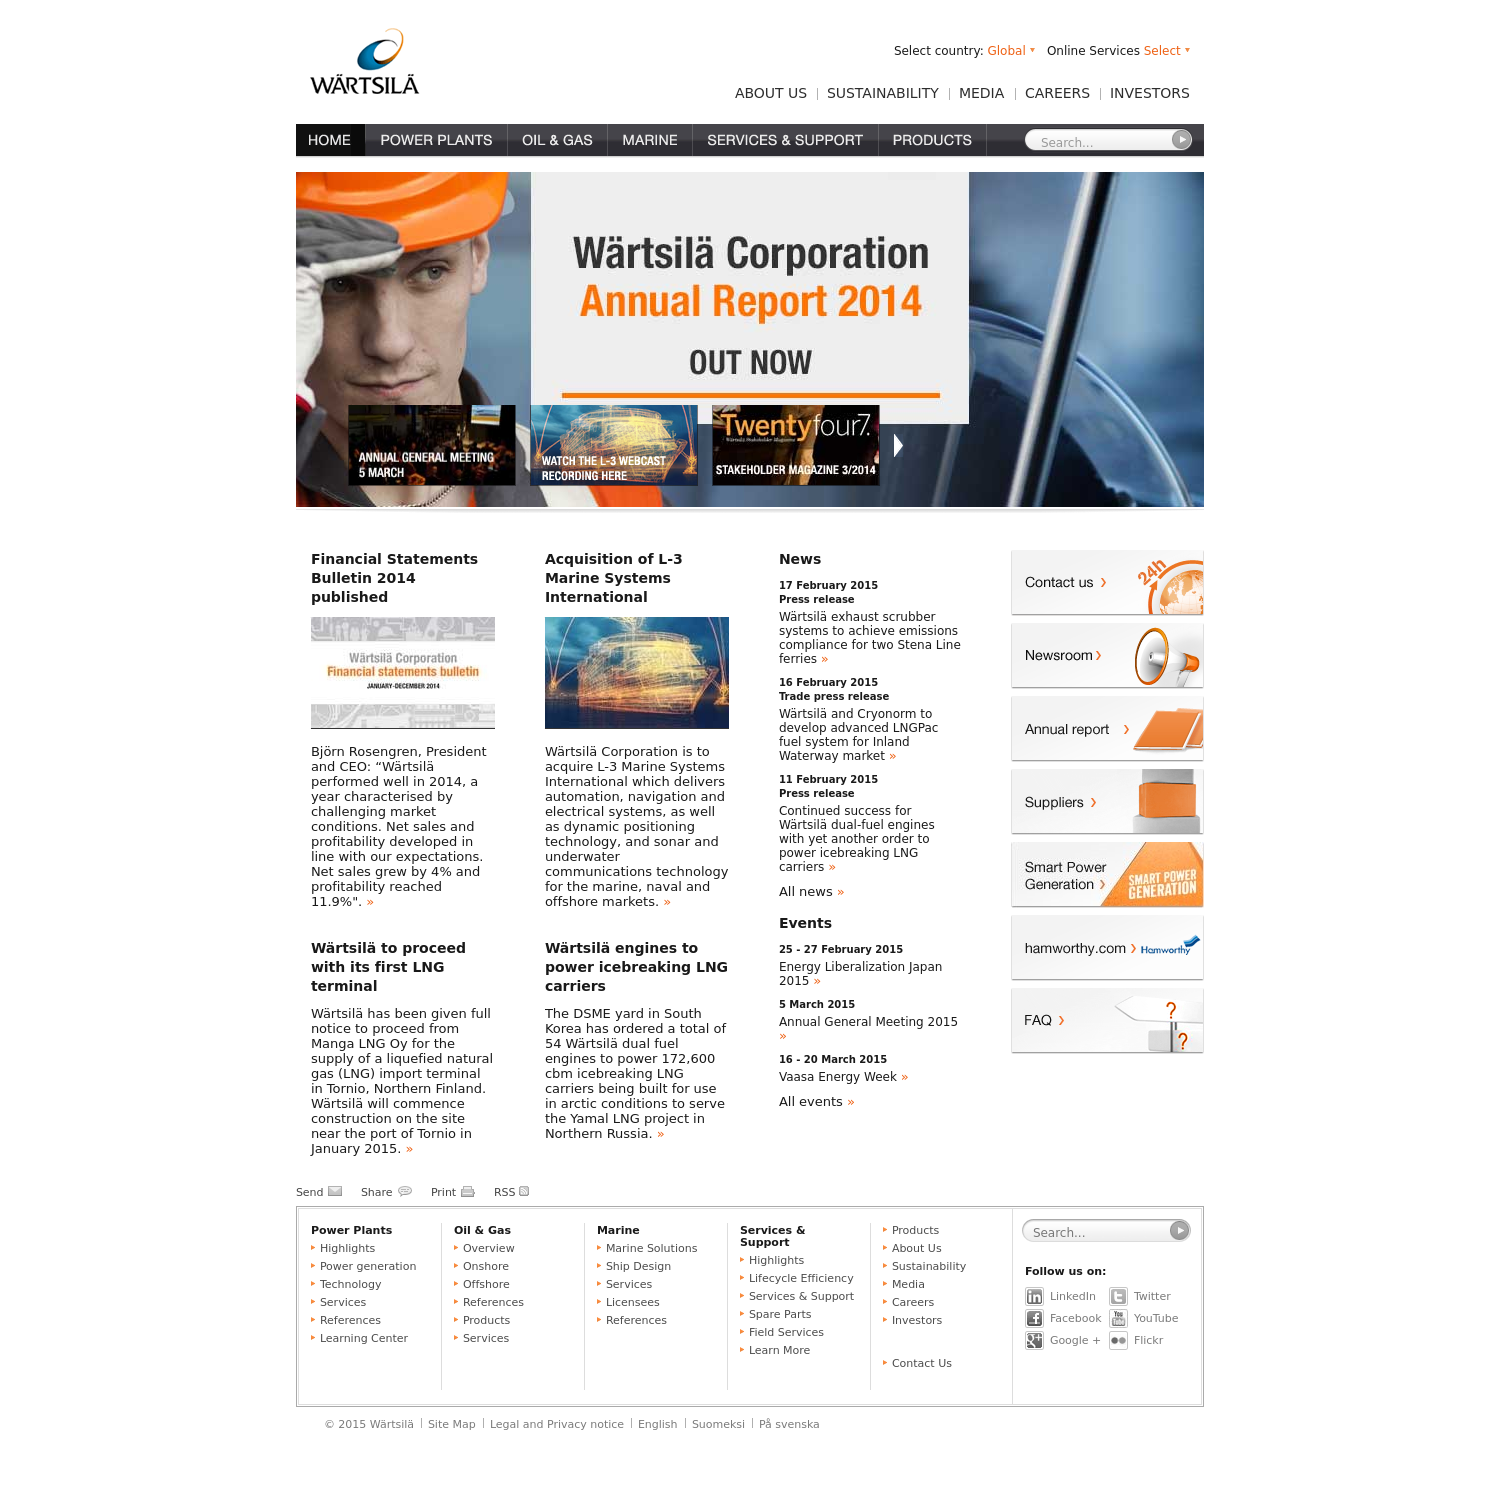 WÄRTSILÄ
Select country: Global
Online Services Select
ABOUT US
SUSTAINABILITY
MEDIA
CAREERS
INVESTORS
HOME
POWER PLANTS
OIL & GAS
MARINE
SERVICES & SUPPORT
PRODUCTS
Search...
Wärtsilä Corporation
Annual Report 2014
OUT NOW
ANNUAL GENERAL MEETING
5 MARCH
WATCH THE L-3 WEBCAST
RECORDING HERE
Twentyfour7.
Wärtsilä Stakeholder Magazine
STAKEHOLDER MAGAZINE 3/2014
Financial Statements
Bulletin 2014
published
Wärtsilä Corporation
Financial statements bulletin
JANUARY-DECEMBER 2014
Björn Rosengren, President
and CEO: “Wärtsilä
performed well in 2014, a
year characterised by
challenging market
conditions. Net sales and
profitability developed in
line with our expectations.
Net sales grew by 4% and
profitability reached
11.9%". »
Acquisition of L-3
Marine Systems
International
Wärtsilä Corporation is to
acquire L-3 Marine Systems
International which delivers
automation, navigation and
electrical systems, as well
as dynamic positioning
technology, and sonar and
underwater
communications technology
for the marine, naval and
offshore markets. »
Wärtsilä to proceed
with its first LNG
terminal
Wärtsilä has been given full
notice to proceed from
Manga LNG Oy for the
supply of a liquefied natural
gas (LNG) import terminal
in Tornio, Northern Finland.
Wärtsilä will commence
construction on the site
near the port of Tornio in
January 2015. »
Wärtsilä engines to
power icebreaking LNG
carriers
The DSME yard in South
Korea has ordered a total of
54 Wärtsilä dual fuel
engines to power 172,600
cbm icebreaking LNG
carriers being built for use
in arctic conditions to serve
the Yamal LNG project in
Northern Russia. »
News
17 February 2015
Press release
Wärtsilä exhaust scrubber
systems to achieve emissions
compliance for two Stena Line
ferries »
16 February 2015
Trade press release
Wärtsilä and Cryonorm to
develop advanced LNGPac
fuel system for Inland
Waterway market »
11 February 2015
Press release
Continued success for
Wärtsilä dual-fuel engines
with yet another order to
power icebreaking LNG
carriers »
All news »
Events
25 - 27 February 2015
Energy Liberalization Japan
2015 »
5 March 2015
Annual General Meeting 2015
»
16 - 20 March 2015
Vaasa Energy Week »
All events »
Contact us
24h
Newsroom
Annual report
Suppliers
Smart Power
Generation
SMART POWER
GENERATION
hamworthy.com
Hamworthy
FAQ
?
?
Send
Share
Print
RSS
Power Plants
Highlights
Power generation
Technology
Services
References
Learning Center
Oil & Gas
Overview
Onshore
Offshore
References
Products
Services
Marine
Marine Solutions
Ship Design
Services
Licensees
References
Services &
Support
Highlights
Lifecycle Efficiency
Services & Support
Spare Parts
Field Services
Learn More
Products
About Us
Sustainability
Media
Careers
Investors
Contact Us
Search...
Follow us on:
LinkedIn
Twitter
Facebook
YouTube
Google +
Flickr
© 2015 Wärtsilä
Site Map
Legal and Privacy notice
English
Suomeksi
På svenska